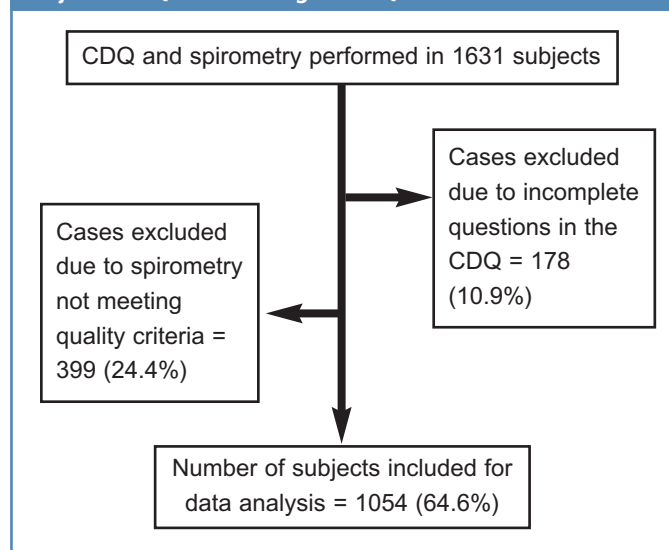 CDQ and spirometry performed in 1631 subjects
Cases excluded
due to incomplete
questions in the
CDQ = 178
(10.9%)
Cases excluded
due to spirometry
not meeting
quality criteria =
399 (24.4%)
Number of subjects included for
data analysis = 1054 (64.6%)